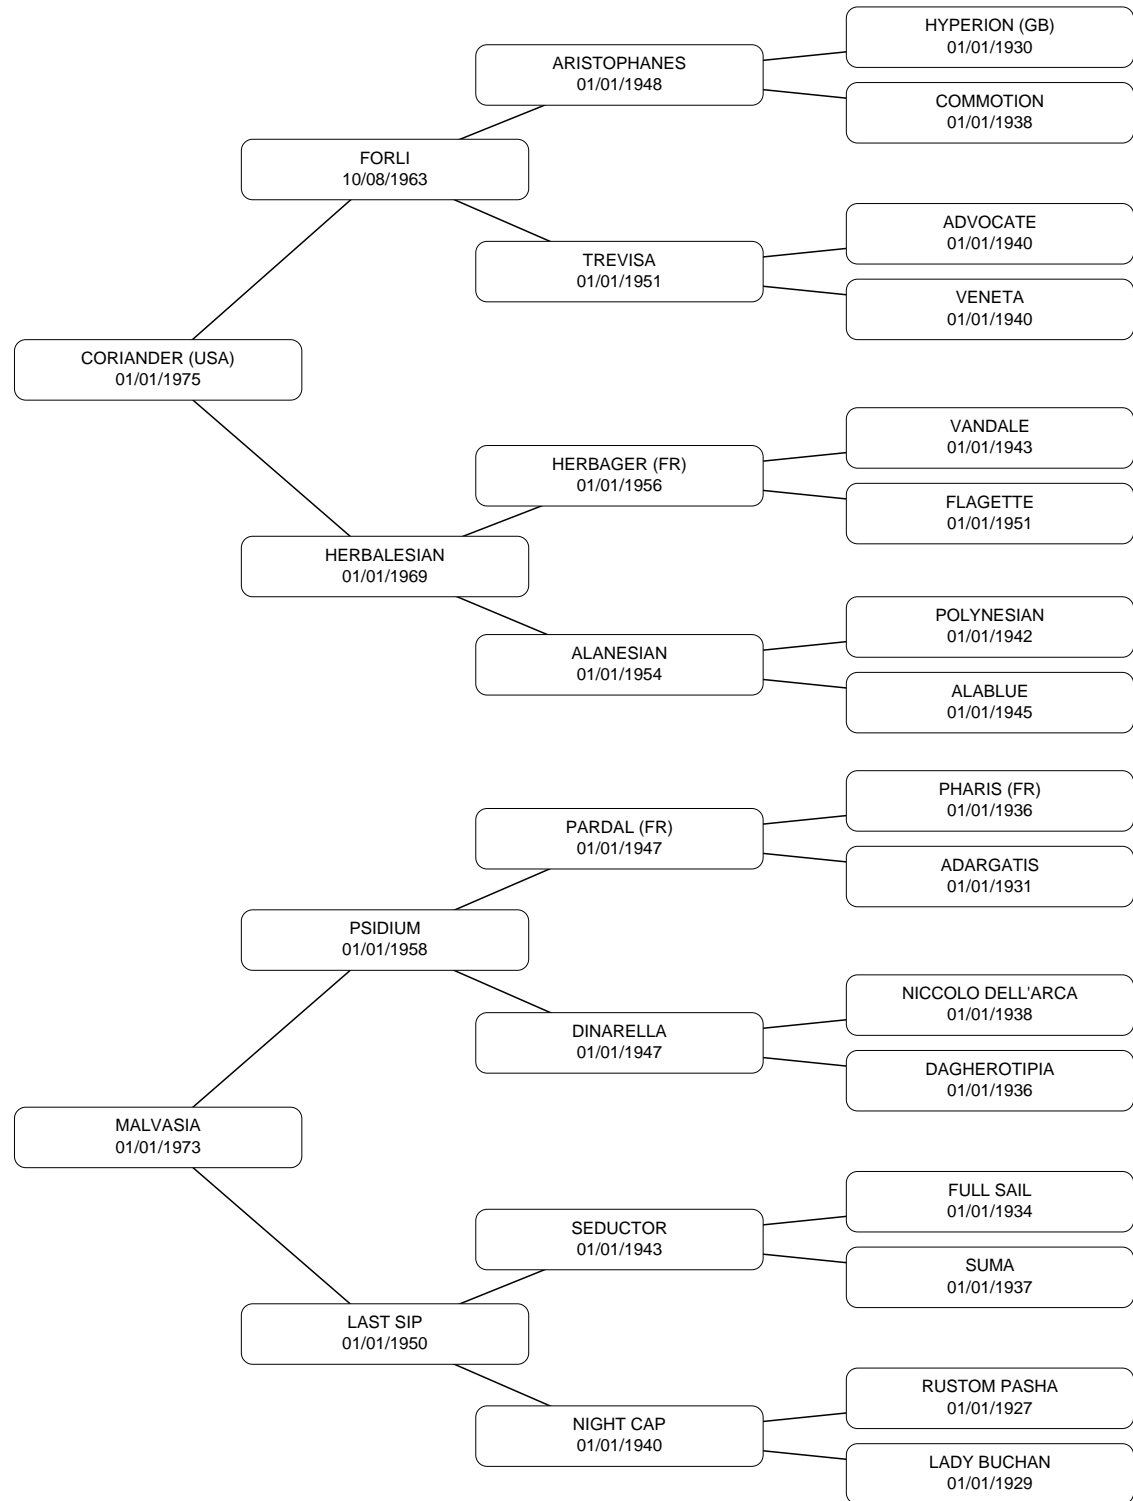 HYPERION (GB)
01/01/1930
ARISTOPHANES
01/01/1948
COMMOTION
01/01/1938
FORLI
10/08/1963
ADVOCATE
01/01/1940
TREVISA
01/01/1951
VENETA
01/01/1940
CORIANDER (USA)
01/01/1975
VANDALE
01/01/1943
HERBAGER (FR)
01/01/1956
FLAGETTE
01/01/1951
HERBALESIAN
01/01/1969
POLYNESIAN
01/01/1942
ALANESIAN
01/01/1954
ALABLUE
01/01/1945
PHARIS (FR)
01/01/1936
PARDAL (FR)
01/01/1947
ADARGATIS
01/01/1931
PSIDIUM
01/01/1958
NICCOLO DELL'ARCA
01/01/1938
DINARELLA
01/01/1947
DAGHEROTIPIA
01/01/1936
MALVASIA
01/01/1973
FULL SAIL
01/01/1934
SEDUCTOR
01/01/1943
SUMA
01/01/1937
LAST SIP
01/01/1950
RUSTOM PASHA
01/01/1927
NIGHT CAP
01/01/1940
LADY BUCHAN
01/01/1929